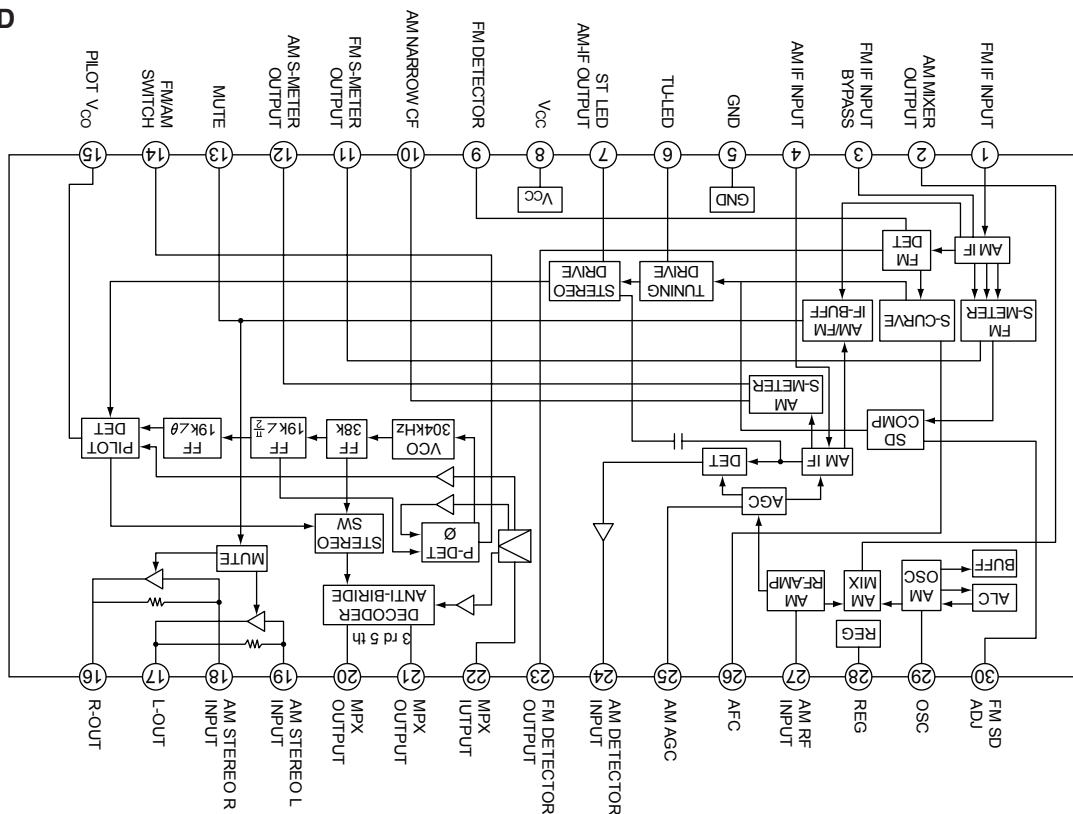 D
PILOT VCO
FM/AM
SWITCH
MUTE
AM S-METER
OUTPUT
FM S-METER
OUTPUT
AM NARROW CF
FM DETECTOR
VCC
ST LED
AM-IF OUTPUT
TU-LED
GND
AM IF INPUT
FM IF INPUT
BYPASS
AM MIXER
OUTPUT
FM IF INPUT
15
14
13
12
11
10
9
8
7
6
5
4
3
2
1
VCC
GND
AM IF
FM
DET
STEREO
DRIVE
TUNING
DRIVE
AM/FM
IF-BUFF
S-CURVE
FM
S-METER
AM
S-METER
SD
COMP
PILOT
DET
FF
19k∠θ
FF
19k∠π/2
FF
38k
VCO
304kHz
DET
AM IF
AGC
STEREO
SW
P-DET
Ø
MUTE
DECODER
ANTI-BIRIDE
3 rd 5 th
AM
RF.AMP
AM
MIX
AM
OSC
BUFF
ALC
REG
16
17
18
19
20
21
22
23
24
25
26
27
28
29
30
R-OUT
L-OUT
AM STEREO R
INPUT
AM STEREO L
INPUT
MPX
OUTPUT
MPX
OUTPUT
MPX
IUTPUT
FM DETECTOR
OUTPUT
AM DETECTOR
INPUT
AM AGC
AFC
AM RF
INPUT
REG
OSC
FM SD
ADJ